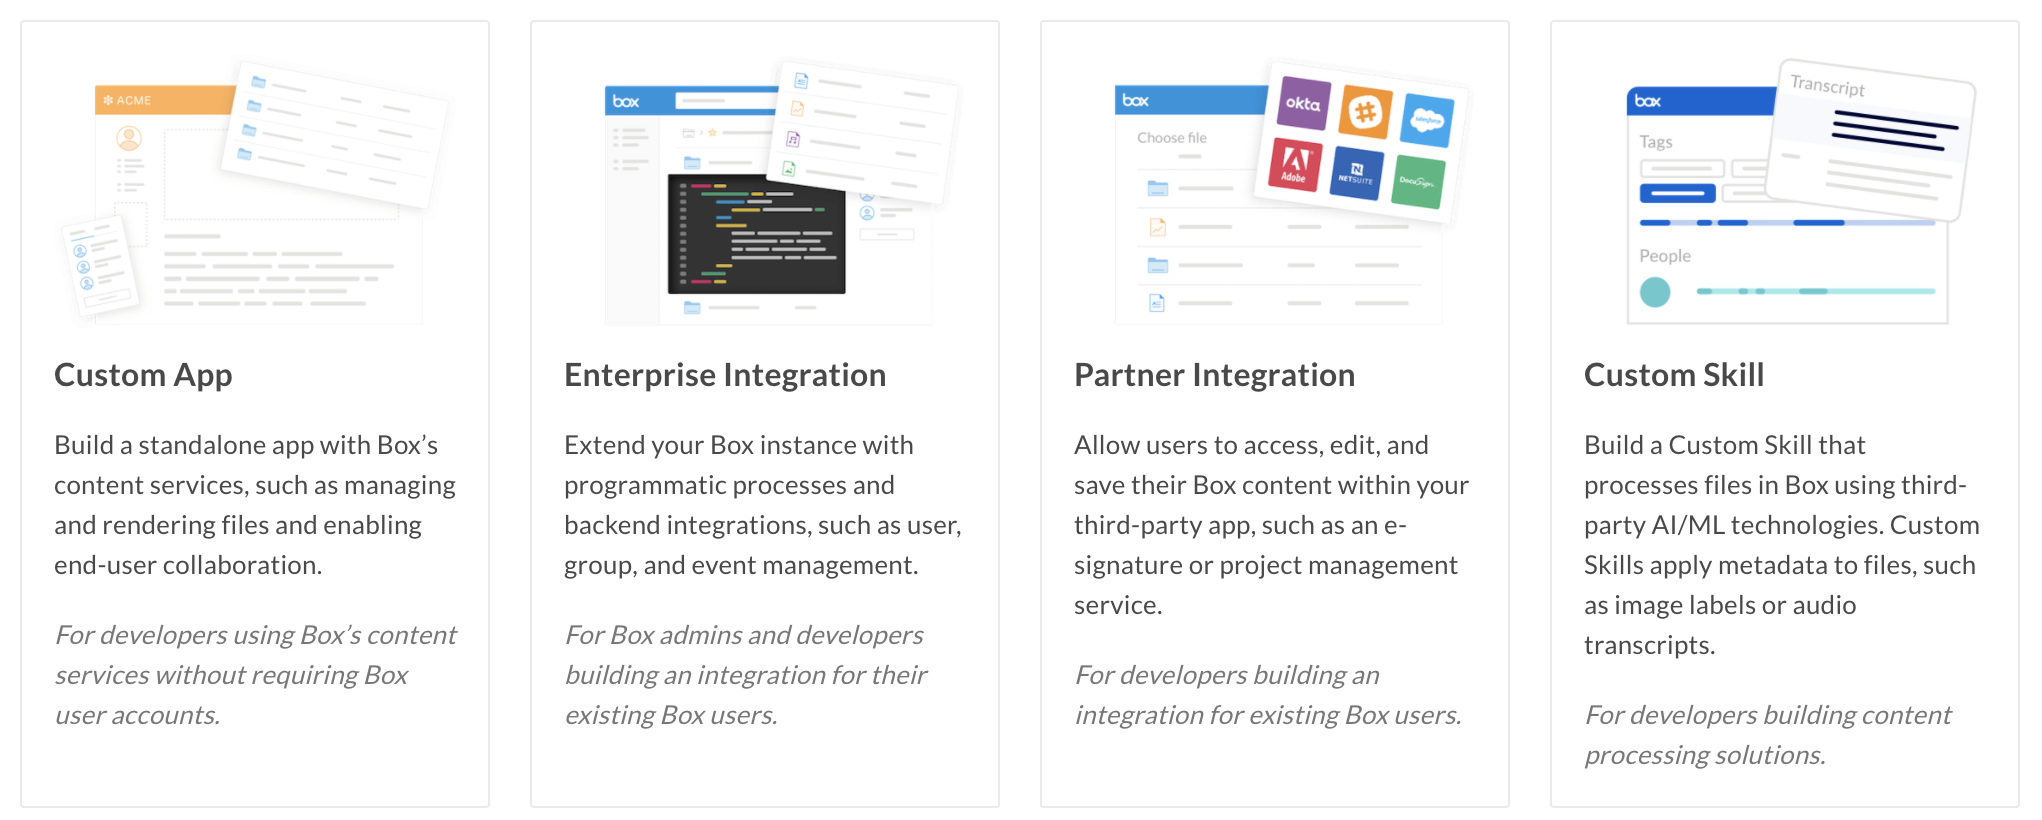 ACME
Custom App
Build a standalone app with Box’s
content services, such as managing
and rendering files and enabling
end-user collaboration.
For developers using Box’s content
services without requiring Box
user accounts.
box
Enterprise Integration
Extend your Box instance with
programmatic processes and
backend integrations, such as user,
group, and event management.
For Box admins and developers
building an integration for their
existing Box users.
box
Choose file
okta
salesforce
Adobe
NETSUITE
DocuSign
Partner Integration
Allow users to access, edit, and
save their Box content within your
third-party app, such as an e-
signature or project management
service.
For developers building an
integration for existing Box users.
box
Transcript
Tags
People
Custom Skill
Build a Custom Skill that
processes files in Box using third-
party AI/ML technologies. Custom
Skills apply metadata to files, such
as image labels or audio
transcripts.
For developers building content
processing solutions.